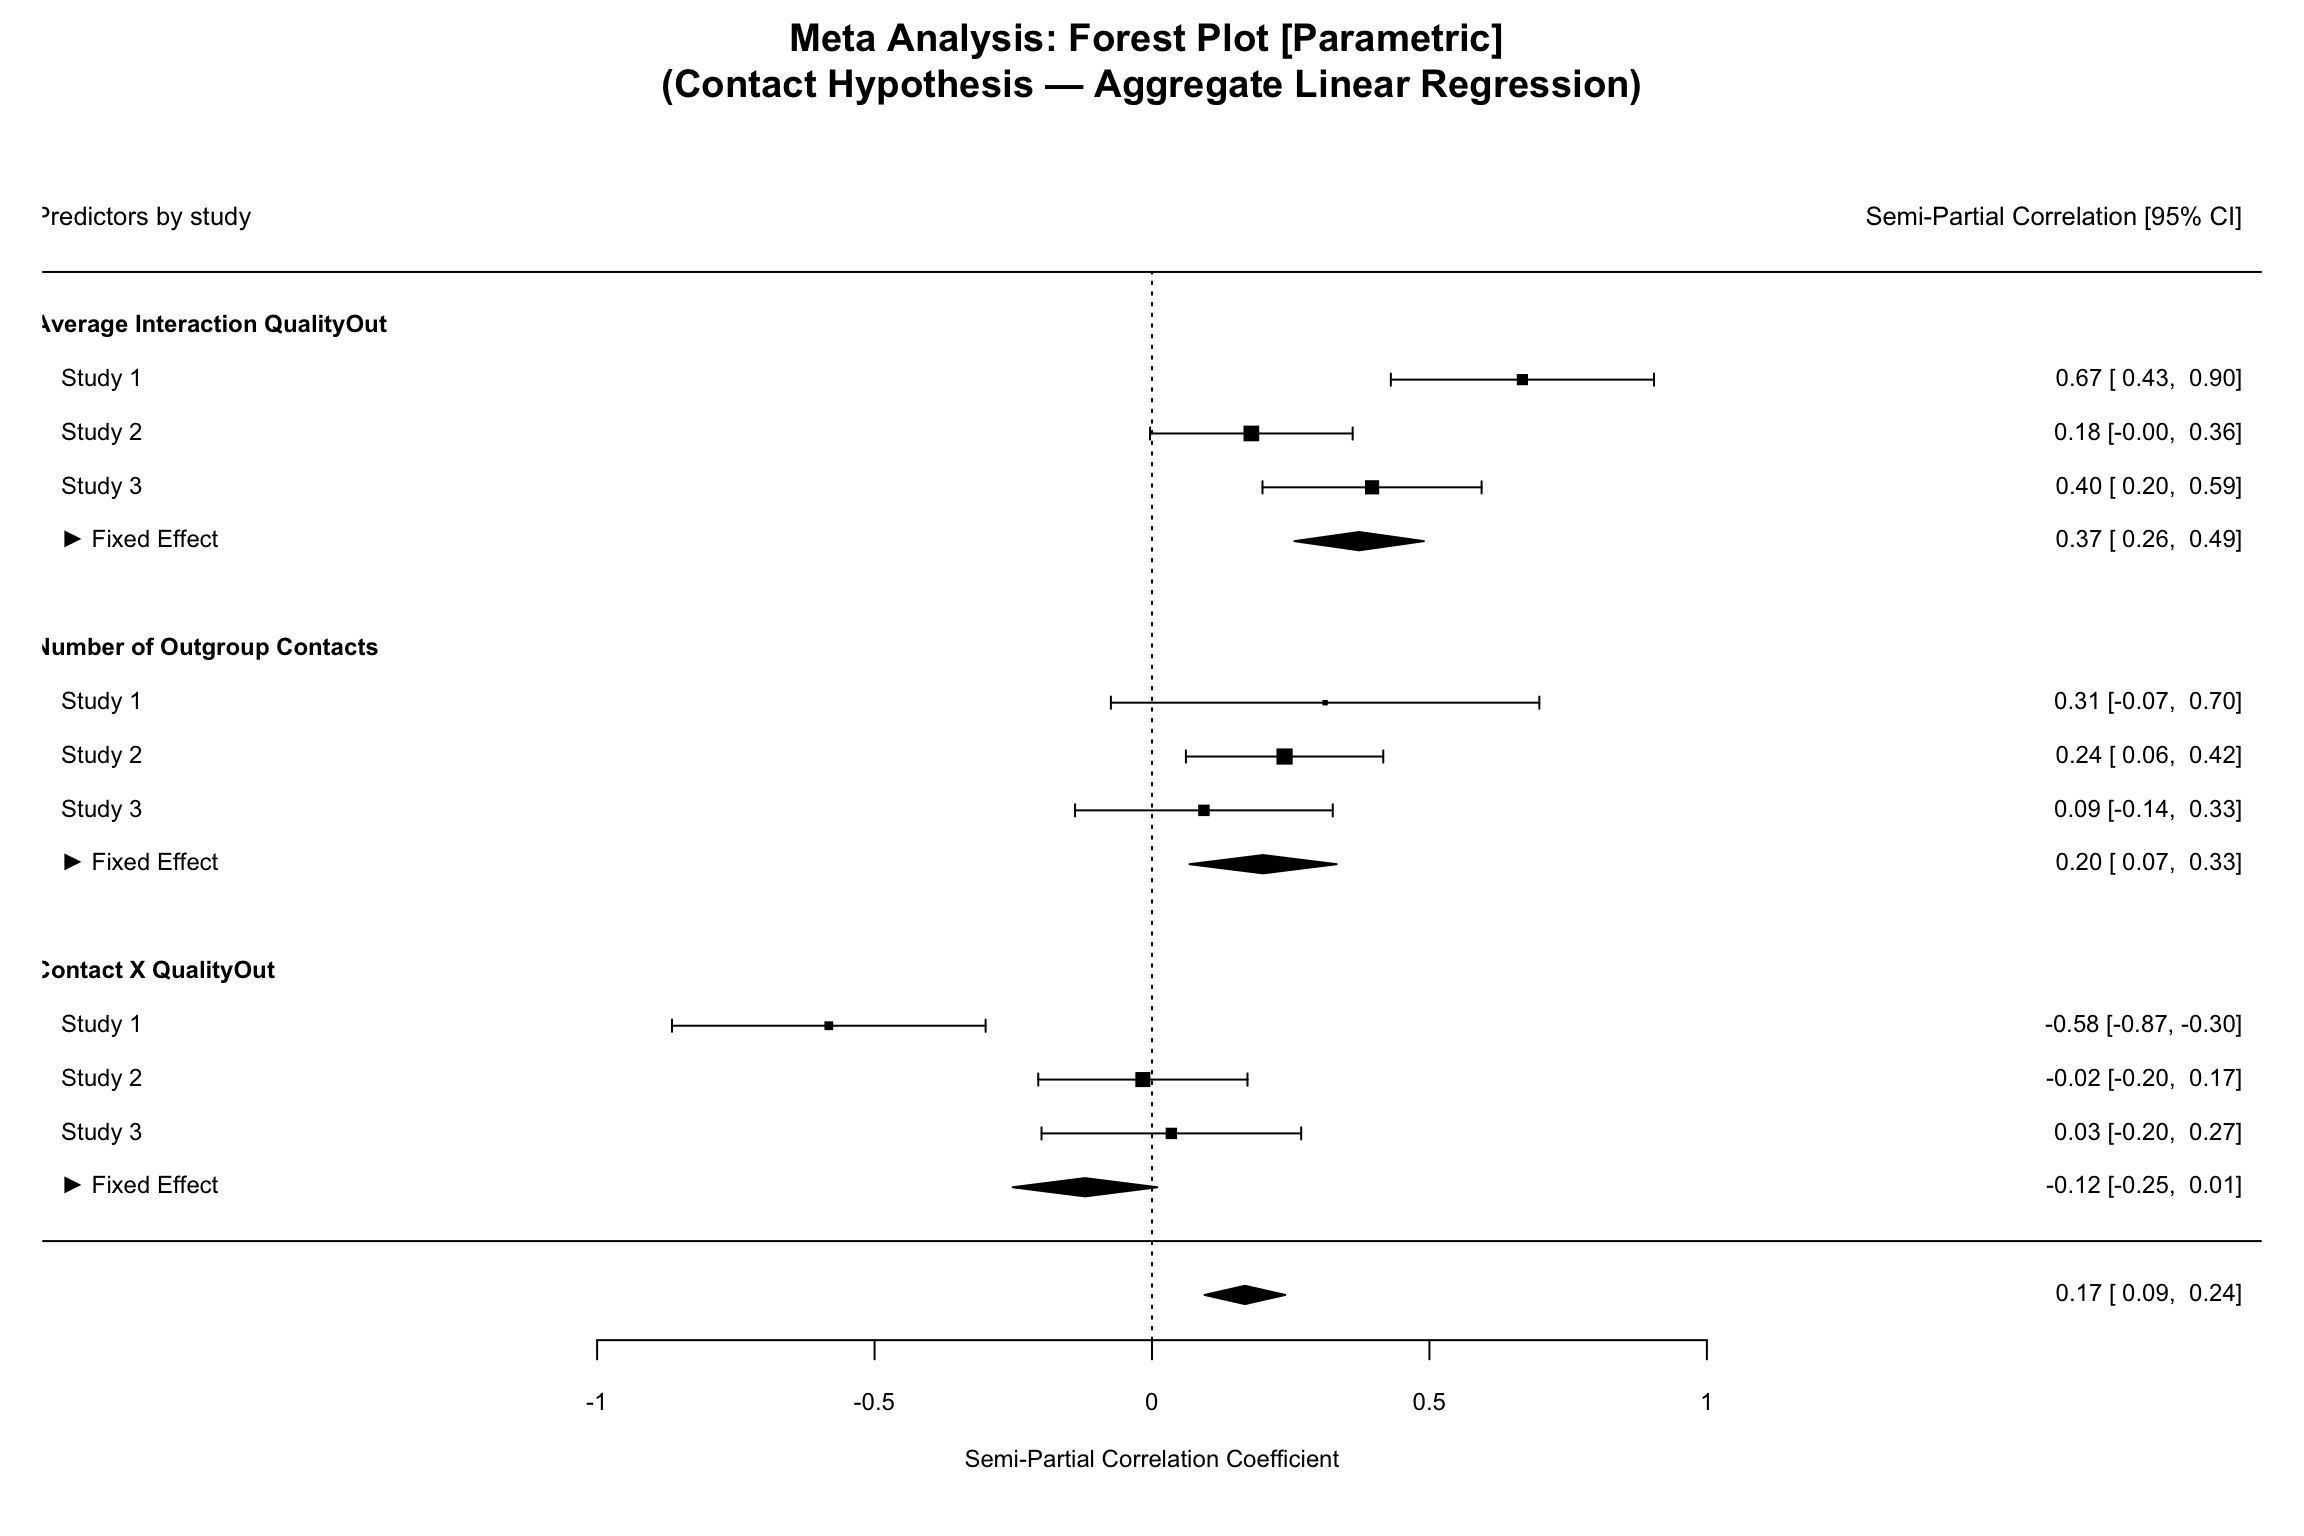 Meta Analysis: Forest Plot [Parametric]
(Contact Hypothesis — Aggregate Linear Regression)
Predictors by study Semi-Partial Correlation [95% CI]
Average Interaction QualityOut
Study 1 0.67 [ 0.43, 0.90]
Study 2 0.18 [-0.00, 0.36]
Study 3 0.40 [ 0.20, 0.59]
► Fixed Effect 0.37 [ 0.26, 0.49]
Number of Outgroup Contacts
Study 1 0.31 [-0.07, 0.70]
Study 2 0.24 [ 0.06, 0.42]
Study 3 0.09 [-0.14, 0.33]
► Fixed Effect 0.20 [ 0.07, 0.33]
Contact X QualityOut
Study 1 -0.58 [-0.87, -0.30]
Study 2 -0.02 [-0.20, 0.17]
Study 3 0.03 [-0.20, 0.27]
► Fixed Effect -0.12 [-0.25, 0.01]
0.17 [ 0.09, 0.24]
-1 -0.5 0 0.5 1
Semi-Partial Correlation Coefficient